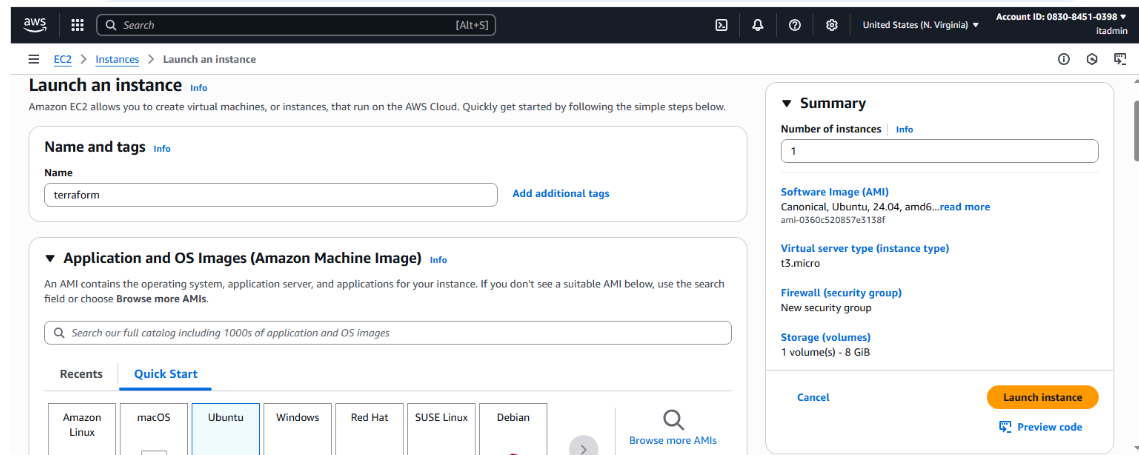 aws
Search
[Alt+S]
United States (N. Virginia)
Account ID: 0830-8451-0398
itadmin
EC2 > Instances > Launch an instance
Launch an instance Info
Amazon EC2 allows you to create virtual machines, or instances, that run on the AWS Cloud. Quickly get started by following the simple steps below.
Name and tags Info
Name
terraform
Add additional tags
Application and OS Images (Amazon Machine Image) Info
An AMI contains the operating system, application server, and applications for your instance. If you don't see a suitable AMI below, use the search
field or choose Browse more AMIs.
Search our full catalog including 1000s of application and OS images
Recents
Quick Start
Amazon
Linux
macOS
Ubuntu
Windows
Red Hat
SUSE Linux
Debian
Browse more AMIs
Summary
Number of instances Info
1
Software Image (AMI)
Canonical, Ubuntu, 24.04, amd6...read more
ami-0360c520857e3138f
Virtual server type (instance type)
t3.micro
Firewall (security group)
New security group
Storage (volumes)
1 volume(s) - 8 GiB
Cancel
Launch instance
Preview code